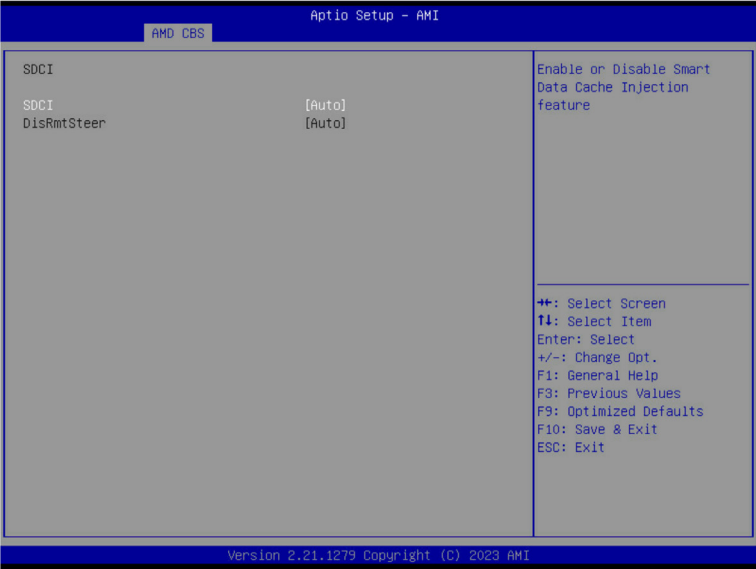 Aptio Setup – AMI
AMD CBS
SDCI
SDCI [Auto]
DisRmtSteer [Auto]
Enable or Disable Smart
Data Cache Injection
feature
→←: Select Screen
↑↓: Select Item
Enter: Select
+/-: Change Opt.
F1: General Help
F3: Previous Values
F9: Optimized Defaults
F10: Save & Exit
ESC: Exit
Version 2.21.1279 Copyright (C) 2023 AMI